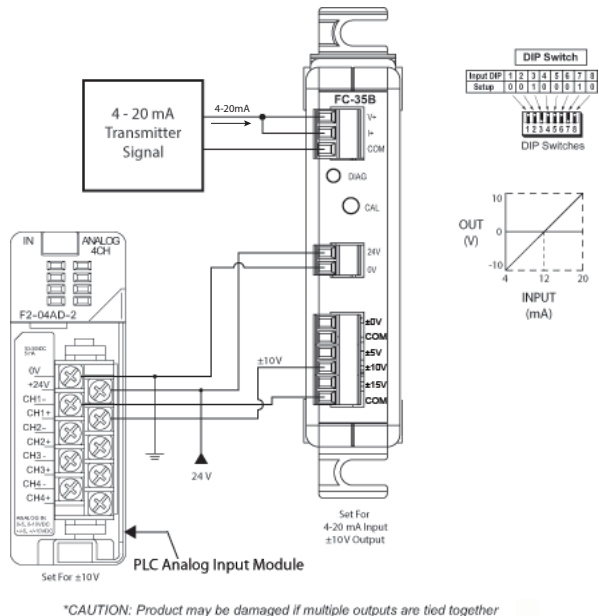 FC-35B
4 - 20 mA
Transmitter
Signal
4-20mA
V+
I+
COM
DIAG
CAL
24V
0V
±0V
COM
±5V
±10V
±15V
COM
DIP Switch
Input DIP 1 2 3 4 5 6 7 8
Setup 0 0 1 0 0 0 1 0
1 2 3 4 5 6 7 8
DIP Switches
OUT
(V)
10
0
-10
4 12 20
INPUT
(mA)
IN ANALOG
4CH
F2-04AD-2
0V
+24V
CH1-
CH1+
CH2-
CH2+
CH3-
CH3+
CH4-
CH4+
ANALOG IN
±10V
24 V
PLC Analog Input Module
Set For ±10V
Set For
4-20 mA Input
±10V Output
*CAUTION: Product may be damaged if multiple outputs are tied together